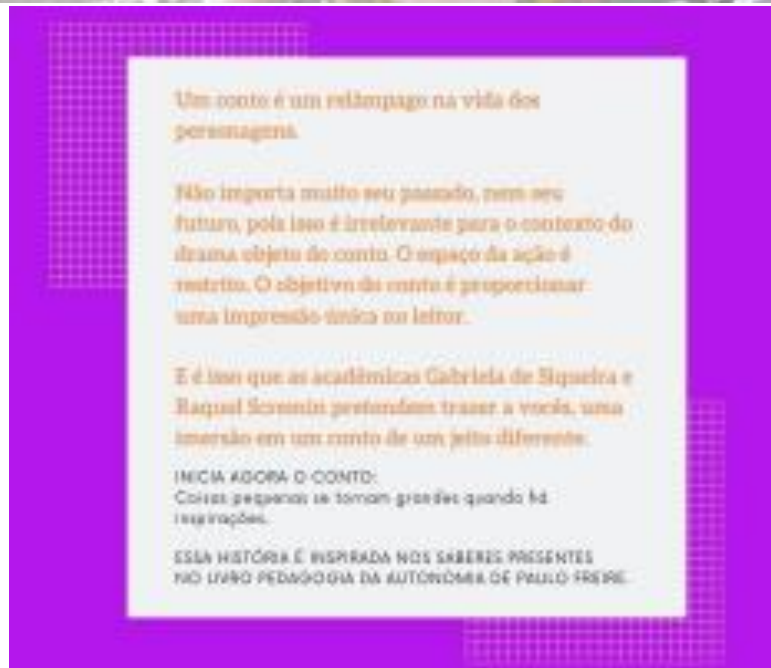 Um conto é um relâmpago na vida dos
personagens.
Não importa muito seu passado, nem seu
futuro, pois isso é irrelevante para o contexto do
drama objeto do conto. O espaço da ação é
restrito. O objetivo do conto é proporcionar
uma impressão única no leitor.
E é isso que as acadêmicas Gabriela de Siqueira e
Raquel Scremin pretendem trazer a vocês, uma
imersão em um conto de um jeito diferente.
INICIA AGORA O CONTO:
Coisas pequenas se tornam grandes quando há
inspirações.
ESSA HISTÓRIA É INSPIRADA NOS SABERES PRESENTES
NO LIVRO PEDAGOGIA DA AUTONOMIA DE PAULO FREIRE.